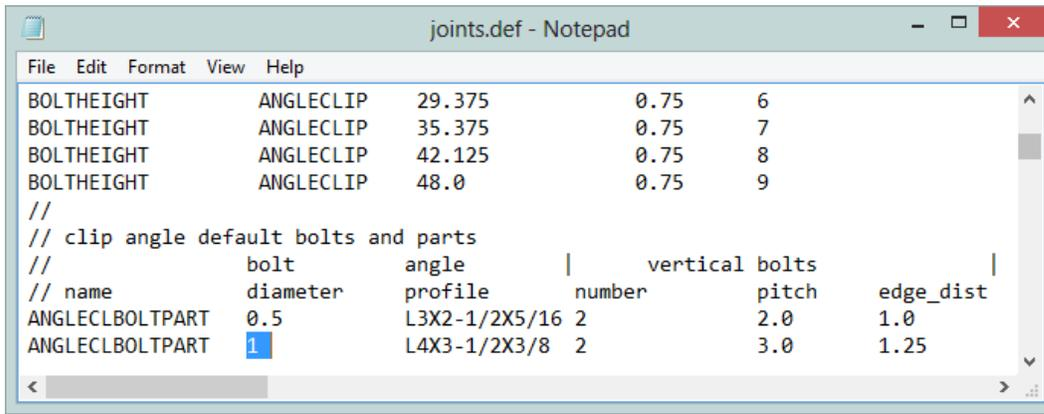 joints.def - Notepad
File Edit Format View Help
BOLTHEIGHT ANGLECLIP 29.375 0.75 6
BOLTHEIGHT ANGLECLIP 35.375 0.75 7
BOLTHEIGHT ANGLECLIP 42.125 0.75 8
BOLTHEIGHT ANGLECLIP 48.0 0.75 9
//
// clip angle default bolts and parts
// bolt angle | vertical bolts |
// name diameter profile number pitch edge_dist
ANGLECLBOLTPART 0.5 L3X2-1/2X5/16 2 2.0 1.0
ANGLECLBOLTPART 1 L4X3-1/2X3/8 2 3.0 1.25